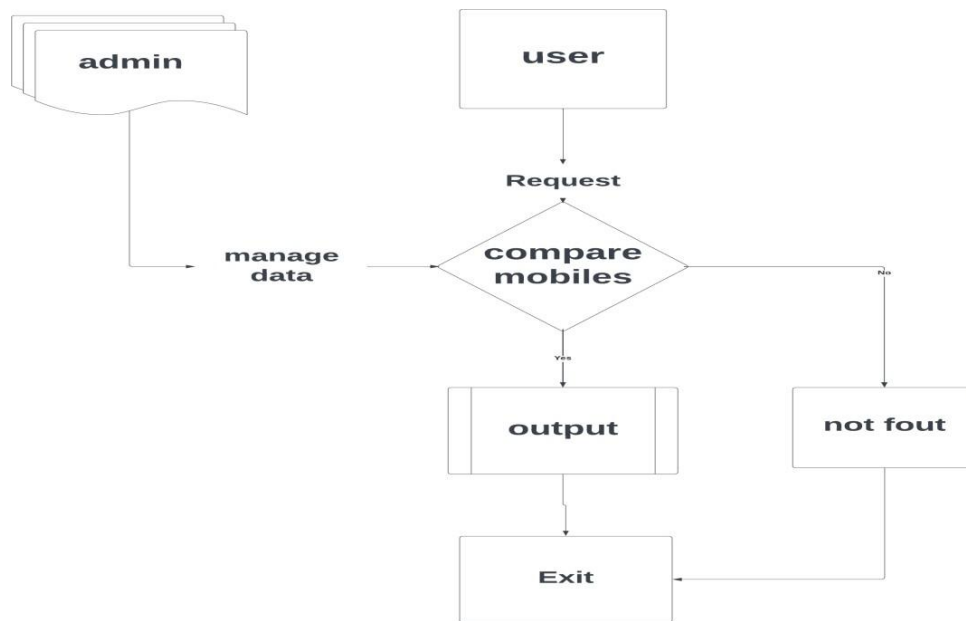 admin
user
Request
manage
data
compare
mobiles
No
Yes
output
not fout
Exit